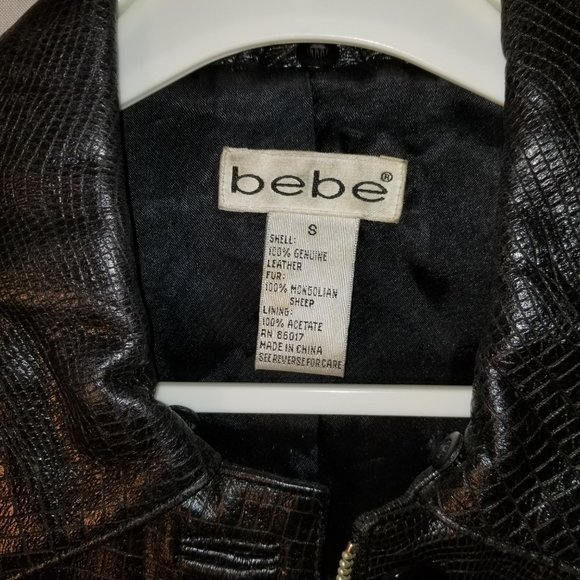 bebe®
S
SHELL:
100% GENUINE
LEATHER
FUR:
100% MONGOLIAN
SHEEP
LINING:
100% ACETATE
RN 86017
MADE IN CHINA
SEE REVERSE FOR CARE